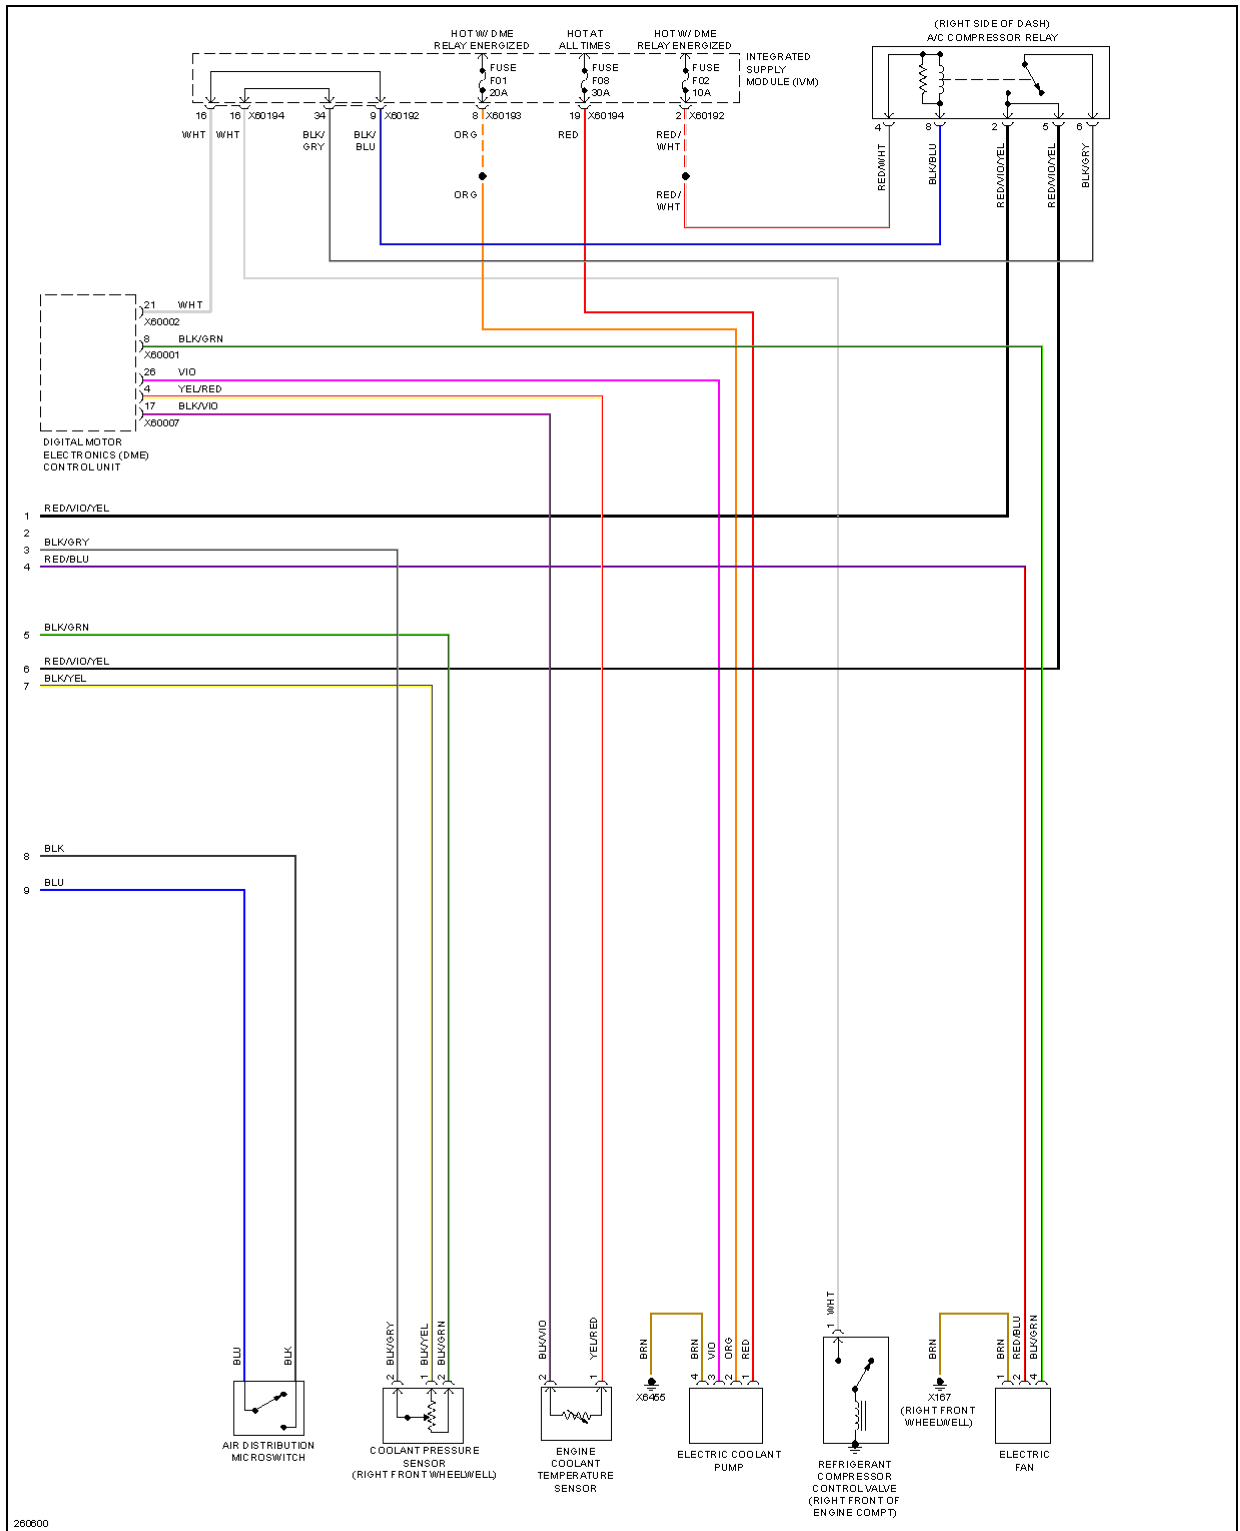 HOT W/ DME
RELAY ENERGIZED
HOT AT
ALL TIMES
HOT W/ DME
RELAY ENERGIZED
(RIGHT SIDE OF DASH)
A/C COMPRESSOR RELAY
FUSE
F01
20A
FUSE
F08
30A
FUSE
F02
10A
INTEGRATED
SUPPLY
MODULE (IVM)
16
16
X60194
34
9
X60192
8
X60193
19
X60194
2
X60192
4
8
2
5
6
WHT
WHT
BLK/
GRY
BLK/
BLU
ORG
RED
RED/
WHT
ORG
RED/
WHT
RED/WHT
BLK/BLU
RED/VIO/YEL
RED/VIO/YEL
BLK/GRY
21
WHT
X60002
8
BLK/GRN
X60001
26
VIO
4
YEL/RED
17
BLK/VIO
X60007
DIGITAL MOTOR
ELECTRONICS (DME)
CONTROL UNIT
1
RED/VIO/YEL
2
3
BLK/GRY
4
RED/BLU
5
BLK/GRN
6
RED/VIO/YEL
7
BLK/YEL
8
BLK
9
BLU
BLU
BLK
BLK/GRY
BLK/YEL
BLK/GRN
BLK/VIO
YEL/RED
BRN
BRN
VIO
ORG
RED
WHT
BRN
BRN
RED/BLU
BLK/GRN
2
1
2
2
1
4
3
2
1
1
1
2
4
X6455
X167
(RIGHT FRONT
WHEELWELL)
AIR DISTRIBUTION
MICROSWITCH
COOLANT PRESSURE
SENSOR
(RIGHT FRONT WHEELWELL)
ENGINE
COOLANT
TEMPERATURE
SENSOR
ELECTRIC COOLANT
PUMP
REFRIGERANT
COMPRESSOR
CONTROL VALVE
(RIGHT FRONT OF
ENGINE COMPT)
ELECTRIC
FAN
260600